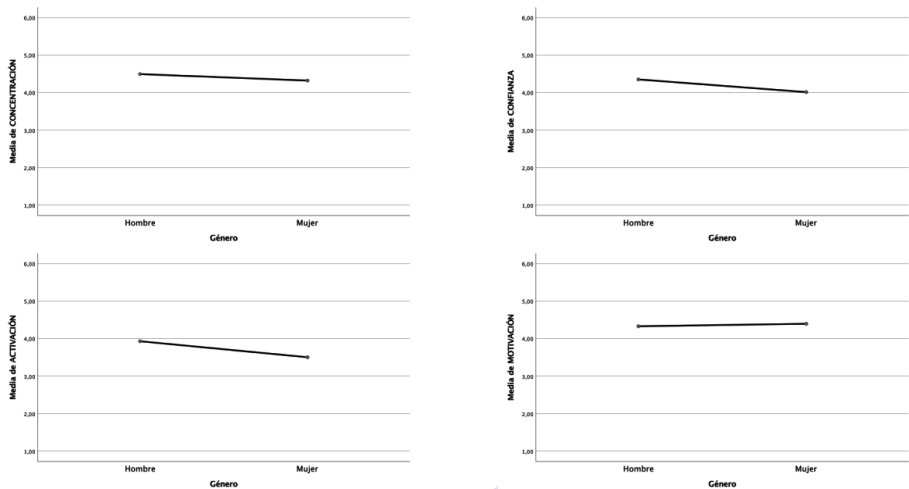 6,00
5,00
4,00
3,00
2,00
1,00
Media de CONCENTRACIÓN
Hombre Mujer
Género
6,00
5,00
4,00
3,00
2,00
1,00
Media de CONFIANZA
Hombre Mujer
Género
6,00
5,00
4,00
3,00
2,00
1,00
Media de ACTIVACIÓN
Hombre Mujer
Género
6,00
5,00
4,00
3,00
2,00
1,00
Media de MOTIVACIÓN
Hombre Mujer
Género